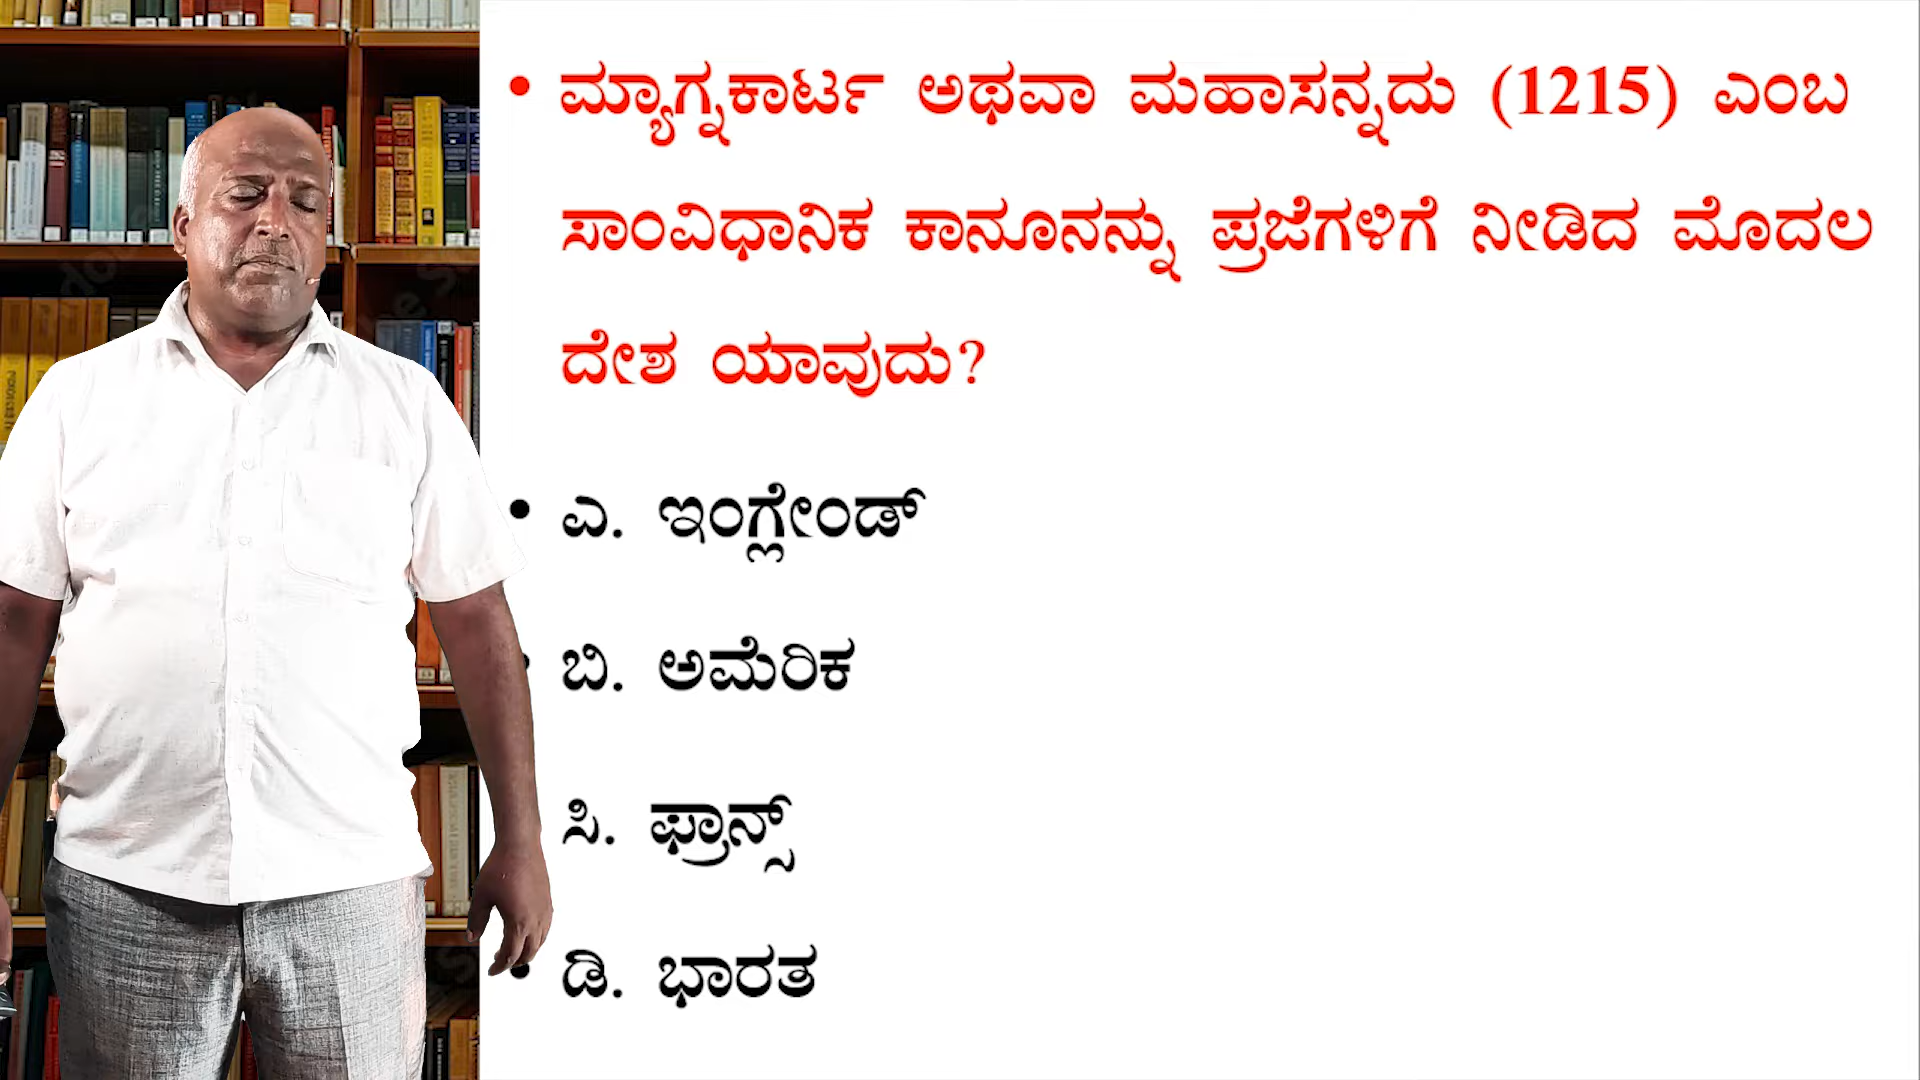 • ಮ್ಯಾಗ್ನಕಾರ್ಟ ಅಥವಾ ಮಹಾಸನ್ನದು (1215) ಎಂಬ
ಸಾಂವಿಧಾನಿಕ ಕಾನೂನನ್ನು ಪ್ರಜೆಗಳಿಗೆ ನೀಡಿದ ಮೊದಲ
ದೇಶ ಯಾವುದು?
• ಎ. ಇಂಗ್ಲೇಂಡ್
• ಬಿ. ಅಮೆರಿಕ
ಸಿ. ಫ್ರಾನ್ಸ್
• ಡಿ. ಭಾರತ